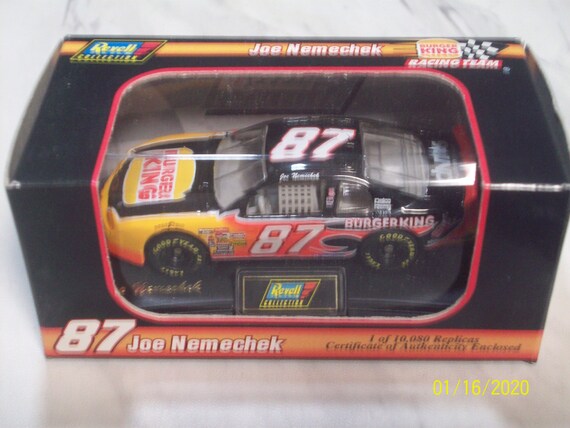 Revell
COLLECTION
Joe Nemechek
BURGER
KING
RACING TEAM
87
Joe Nemechek
BURGER
KING
87
BURGER KING
GOODYEAR
GOODYEAR
Nemechek
Revell
COLLECTION
87 Joe Nemechek
1 of 10,080 Replicas
Certificate of Authenticity Enclosed
01/16/2020